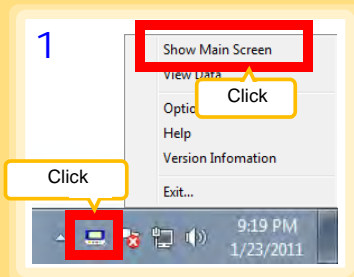 1
Show Main Screen
View Data
Click
Optio
Help
Version Infomation
Click
Exit...
9:19 PM
1/23/2011